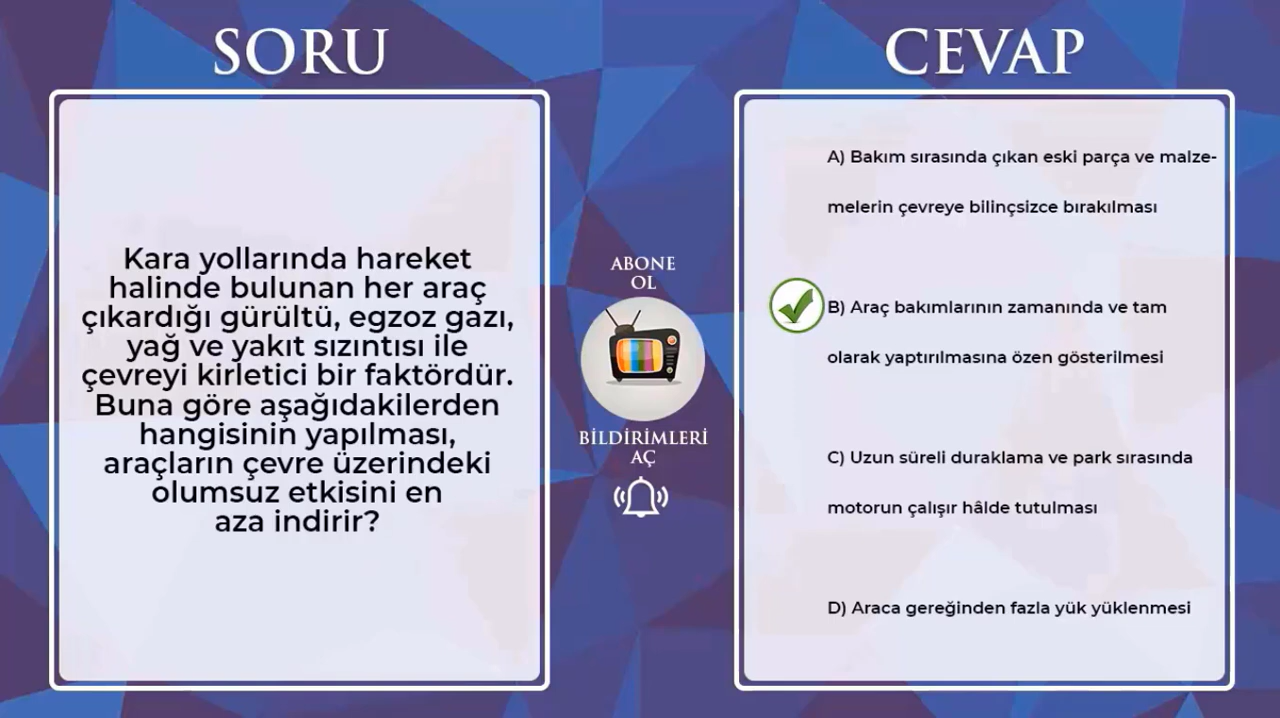 SORU
Kara yollarında hareket
halinde bulunan her araç
çıkardığı gürültü, egzoz gazı,
yağ ve yakıt sızıntısı ile
çevreyi kirletici bir faktördür.
Buna göre aşağıdakilerden
hangisinin yapılması,
araçların çevre üzerindeki
olumsuz etkisini en
aza indirir?
ABONE
OL
BİLDİRİMLERİ
AÇ
CEVAP
A) Bakım sırasında çıkan eski parça ve malze-
melerin çevreye bilinçsizce bırakılması
B) Araç bakımlarının zamanında ve tam
olarak yaptırılmasına özen gösterilmesi
C) Uzun süreli duraklama ve park sırasında
motorun çalışır hâlde tutulması
D) Araca gereğinden fazla yük yüklenmesi